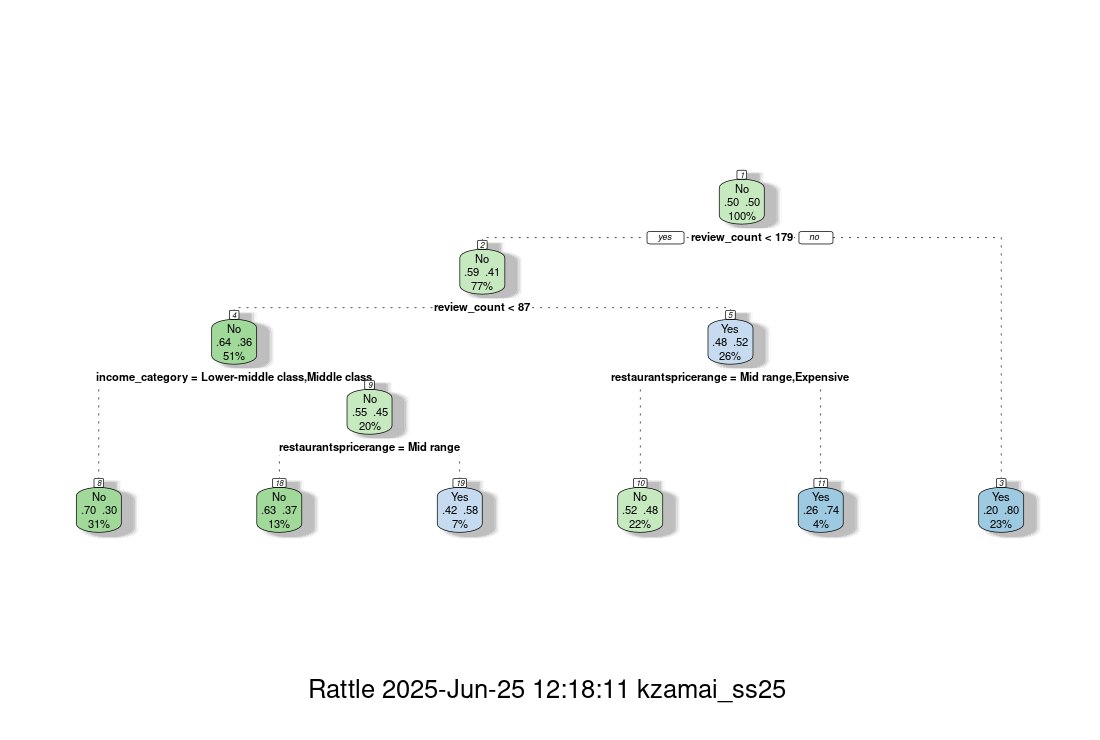 1
No
.50 .50
100%
yes review_count < 179 no
2
No
.59 .41
77%
review_count < 87
4
No
.64 .36
51%
5
Yes
.48 .52
26%
income_category = Lower-middle class,Middle class
restaurantspricerange = Mid range,Expensive
9
No
.55 .45
20%
restaurantspricerange = Mid range
8
No
.70 .30
31%
18
No
.63 .37
13%
19
Yes
.42 .58
7%
10
No
.52 .48
22%
11
Yes
.26 .74
4%
3
Yes
.20 .80
23%
Rattle 2025-Jun-25 12:18:11 kzamai_ss25